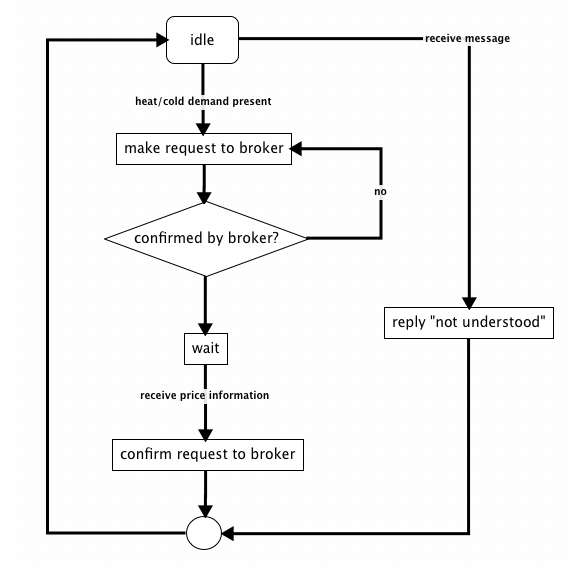 idle
receive message
heat/cold demand present
make request to broker
no
confirmed by broker?
reply "not understood"
wait
receive price information
confirm request to broker